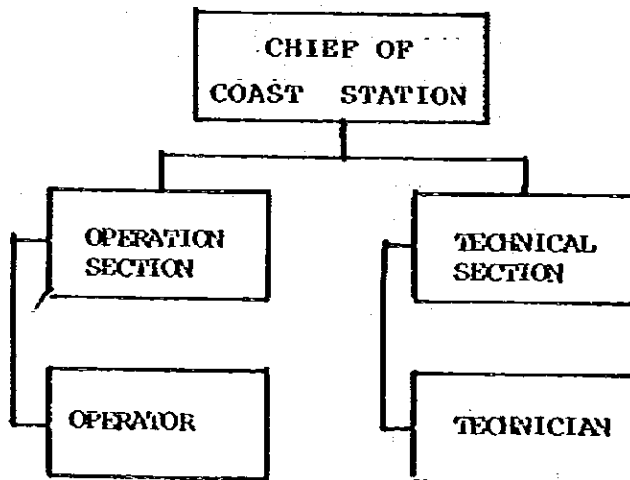 CHIEF OF
COAST STATION
OPERATION
SECTION
TECHNICAL
SECTION
OPERATOR
TECHNICIAN